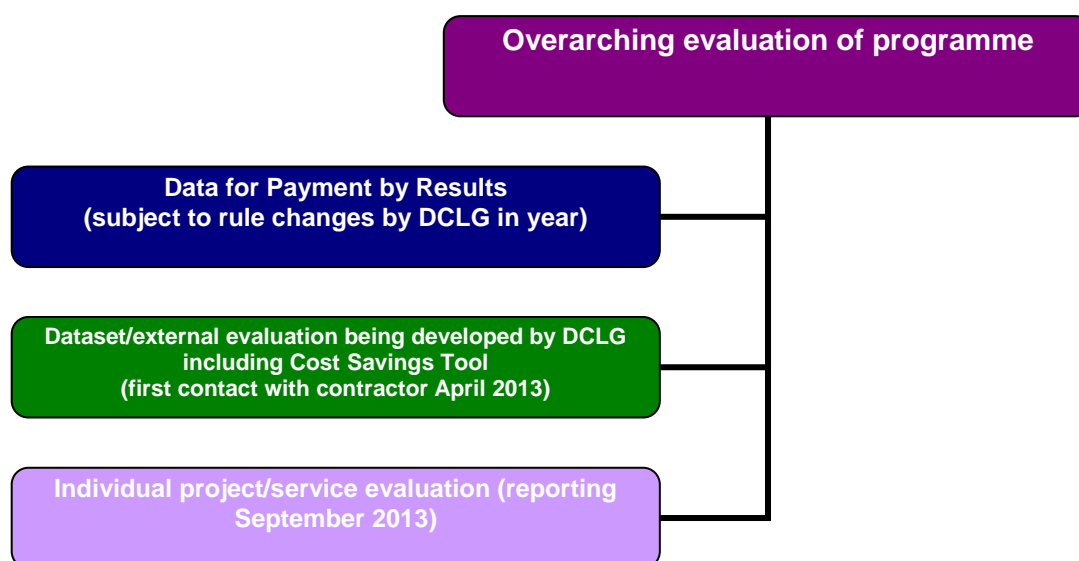 Overarching evaluation of programme
Data for Payment by Results
(subject to rule changes by DCLG in year)
Dataset/external evaluation being developed by DCLG
including Cost Savings Tool
(first contact with contractor April 2013)
Individual project/service evaluation (reporting
September 2013)